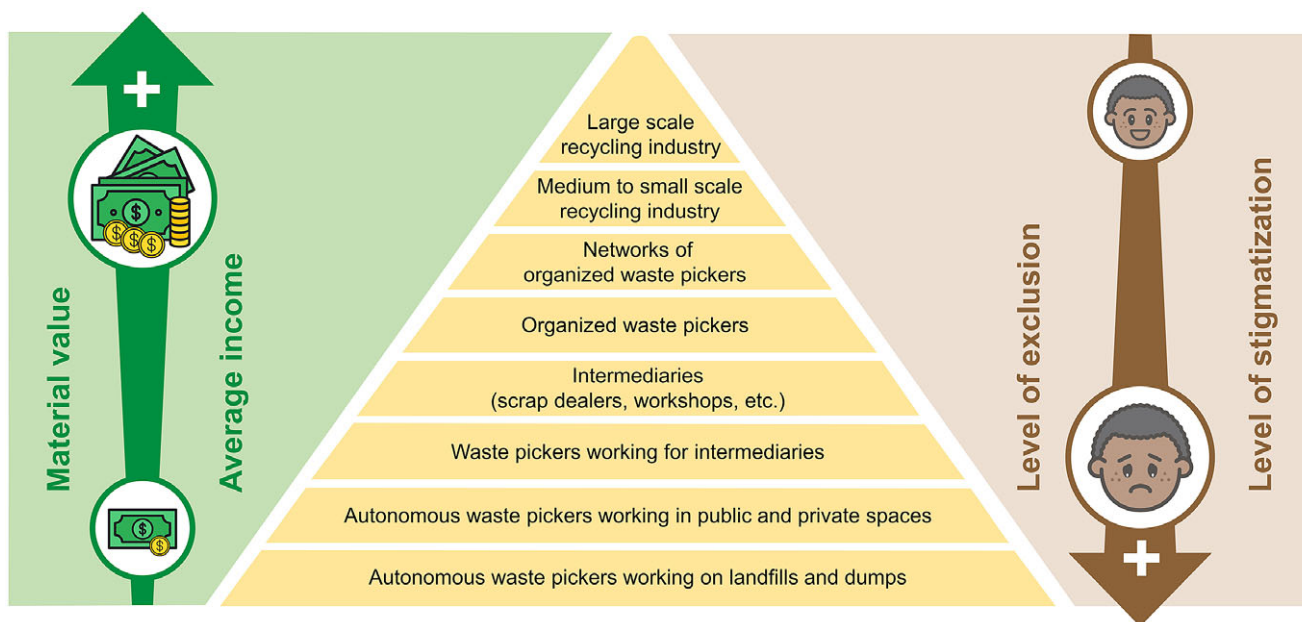 Large scale
recycling industry
Medium to small scale
recycling industry
Networks of
organized waste pickers
Organized waste pickers
Intermediaries
(scrap dealers, workshops, etc.)
Waste pickers working for intermediaries
Autonomous waste pickers working in public and private spaces
Autonomous waste pickers working on landfills and dumps
+
Material value
Average income
Level of exclusion
Level of stigmatization
+